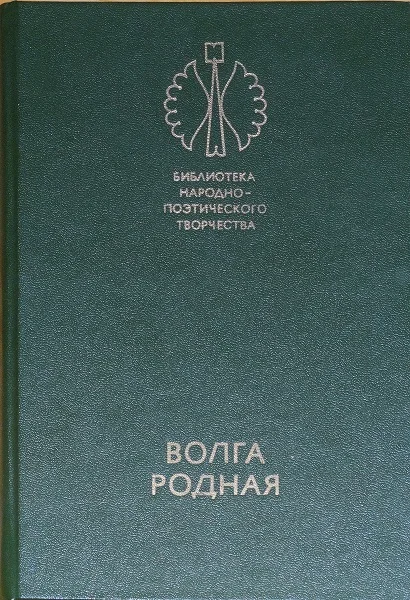 БИБЛИОТЕКА
НАРОДНО-
ПОЭТИЧЕСКОГО
ТВОРЧЕСТВА
ВОЛГА
РОДНАЯ